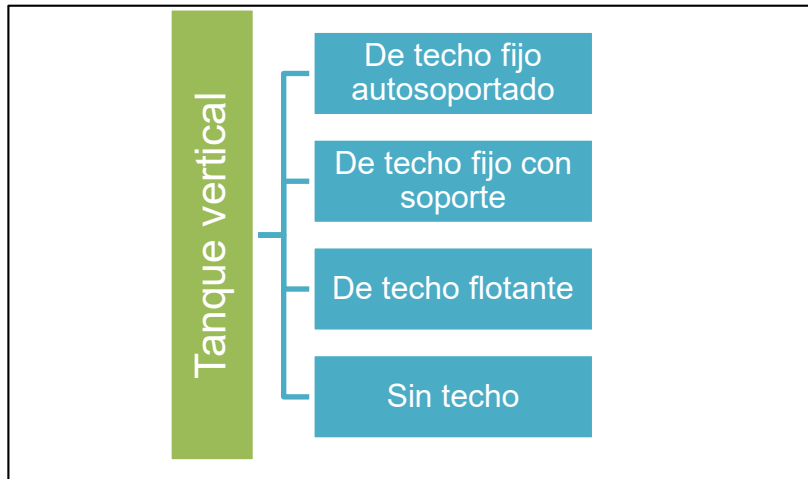 Tanque vertical
De techo fijo
autosoportado
De techo fijo con
soporte
De techo flotante
Sin techo